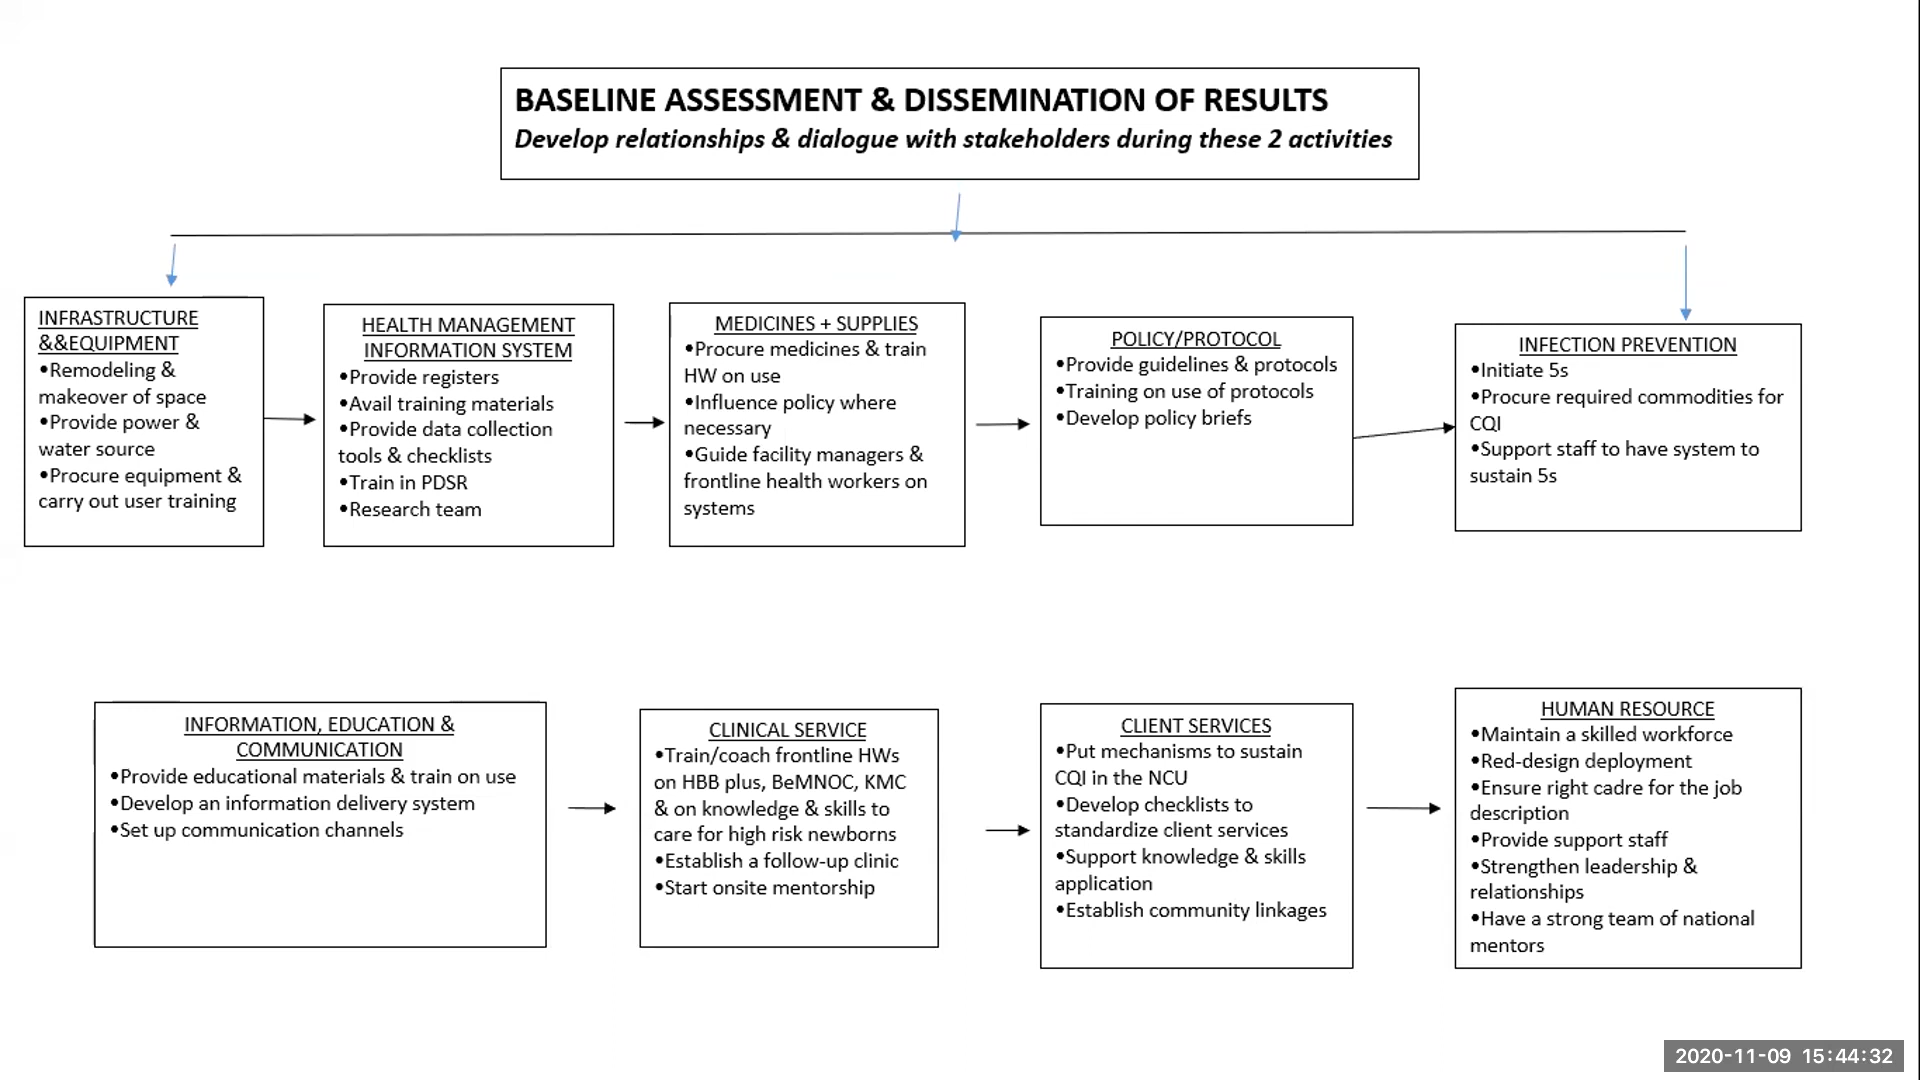 BASELINE ASSESSMENT & DISSEMINATION OF RESULTS
Develop relationships & dialogue with stakeholders during these 2 activities
INFRASTRUCTURE
&&EQUIPMENT
•Remodeling &
makeover of space
•Provide power &
water source
•Procure equipment &
carry out user training
HEALTH MANAGEMENT
INFORMATION SYSTEM
•Provide registers
•Avail training materials
•Provide data collection
tools & checklists
•Train in PDSR
•Research team
MEDICINES + SUPPLIES
•Procure medicines & train
HW on use
•Influence policy where
necessary
•Guide facility managers &
frontline health workers on
systems
POLICY/PROTOCOL
•Provide guidelines & protocols
•Training on use of protocols
•Develop policy briefs
INFECTION PREVENTION
•Initiate 5s
•Procure required commodities for
CQI
•Support staff to have system to
sustain 5s
INFORMATION, EDUCATION &
COMMUNICATION
•Provide educational materials & train on use
•Develop an information delivery system
•Set up communication channels
CLINICAL SERVICE
•Train/coach frontline HWs
on HBB plus, BeMNOC, KMC
& on knowledge & skills to
care for high risk newborns
•Establish a follow-up clinic
•Start onsite mentorship
CLIENT SERVICES
•Put mechanisms to sustain
CQI in the NCU
•Develop checklists to
standardize client services
•Support knowledge & skills
application
•Establish community linkages
HUMAN RESOURCE
•Maintain a skilled workforce
•Red-design deployment
•Ensure right cadre for the job
description
•Provide support staff
•Strengthen leadership &
relationships
•Have a strong team of national
mentors
2020-11-09 15:44:32